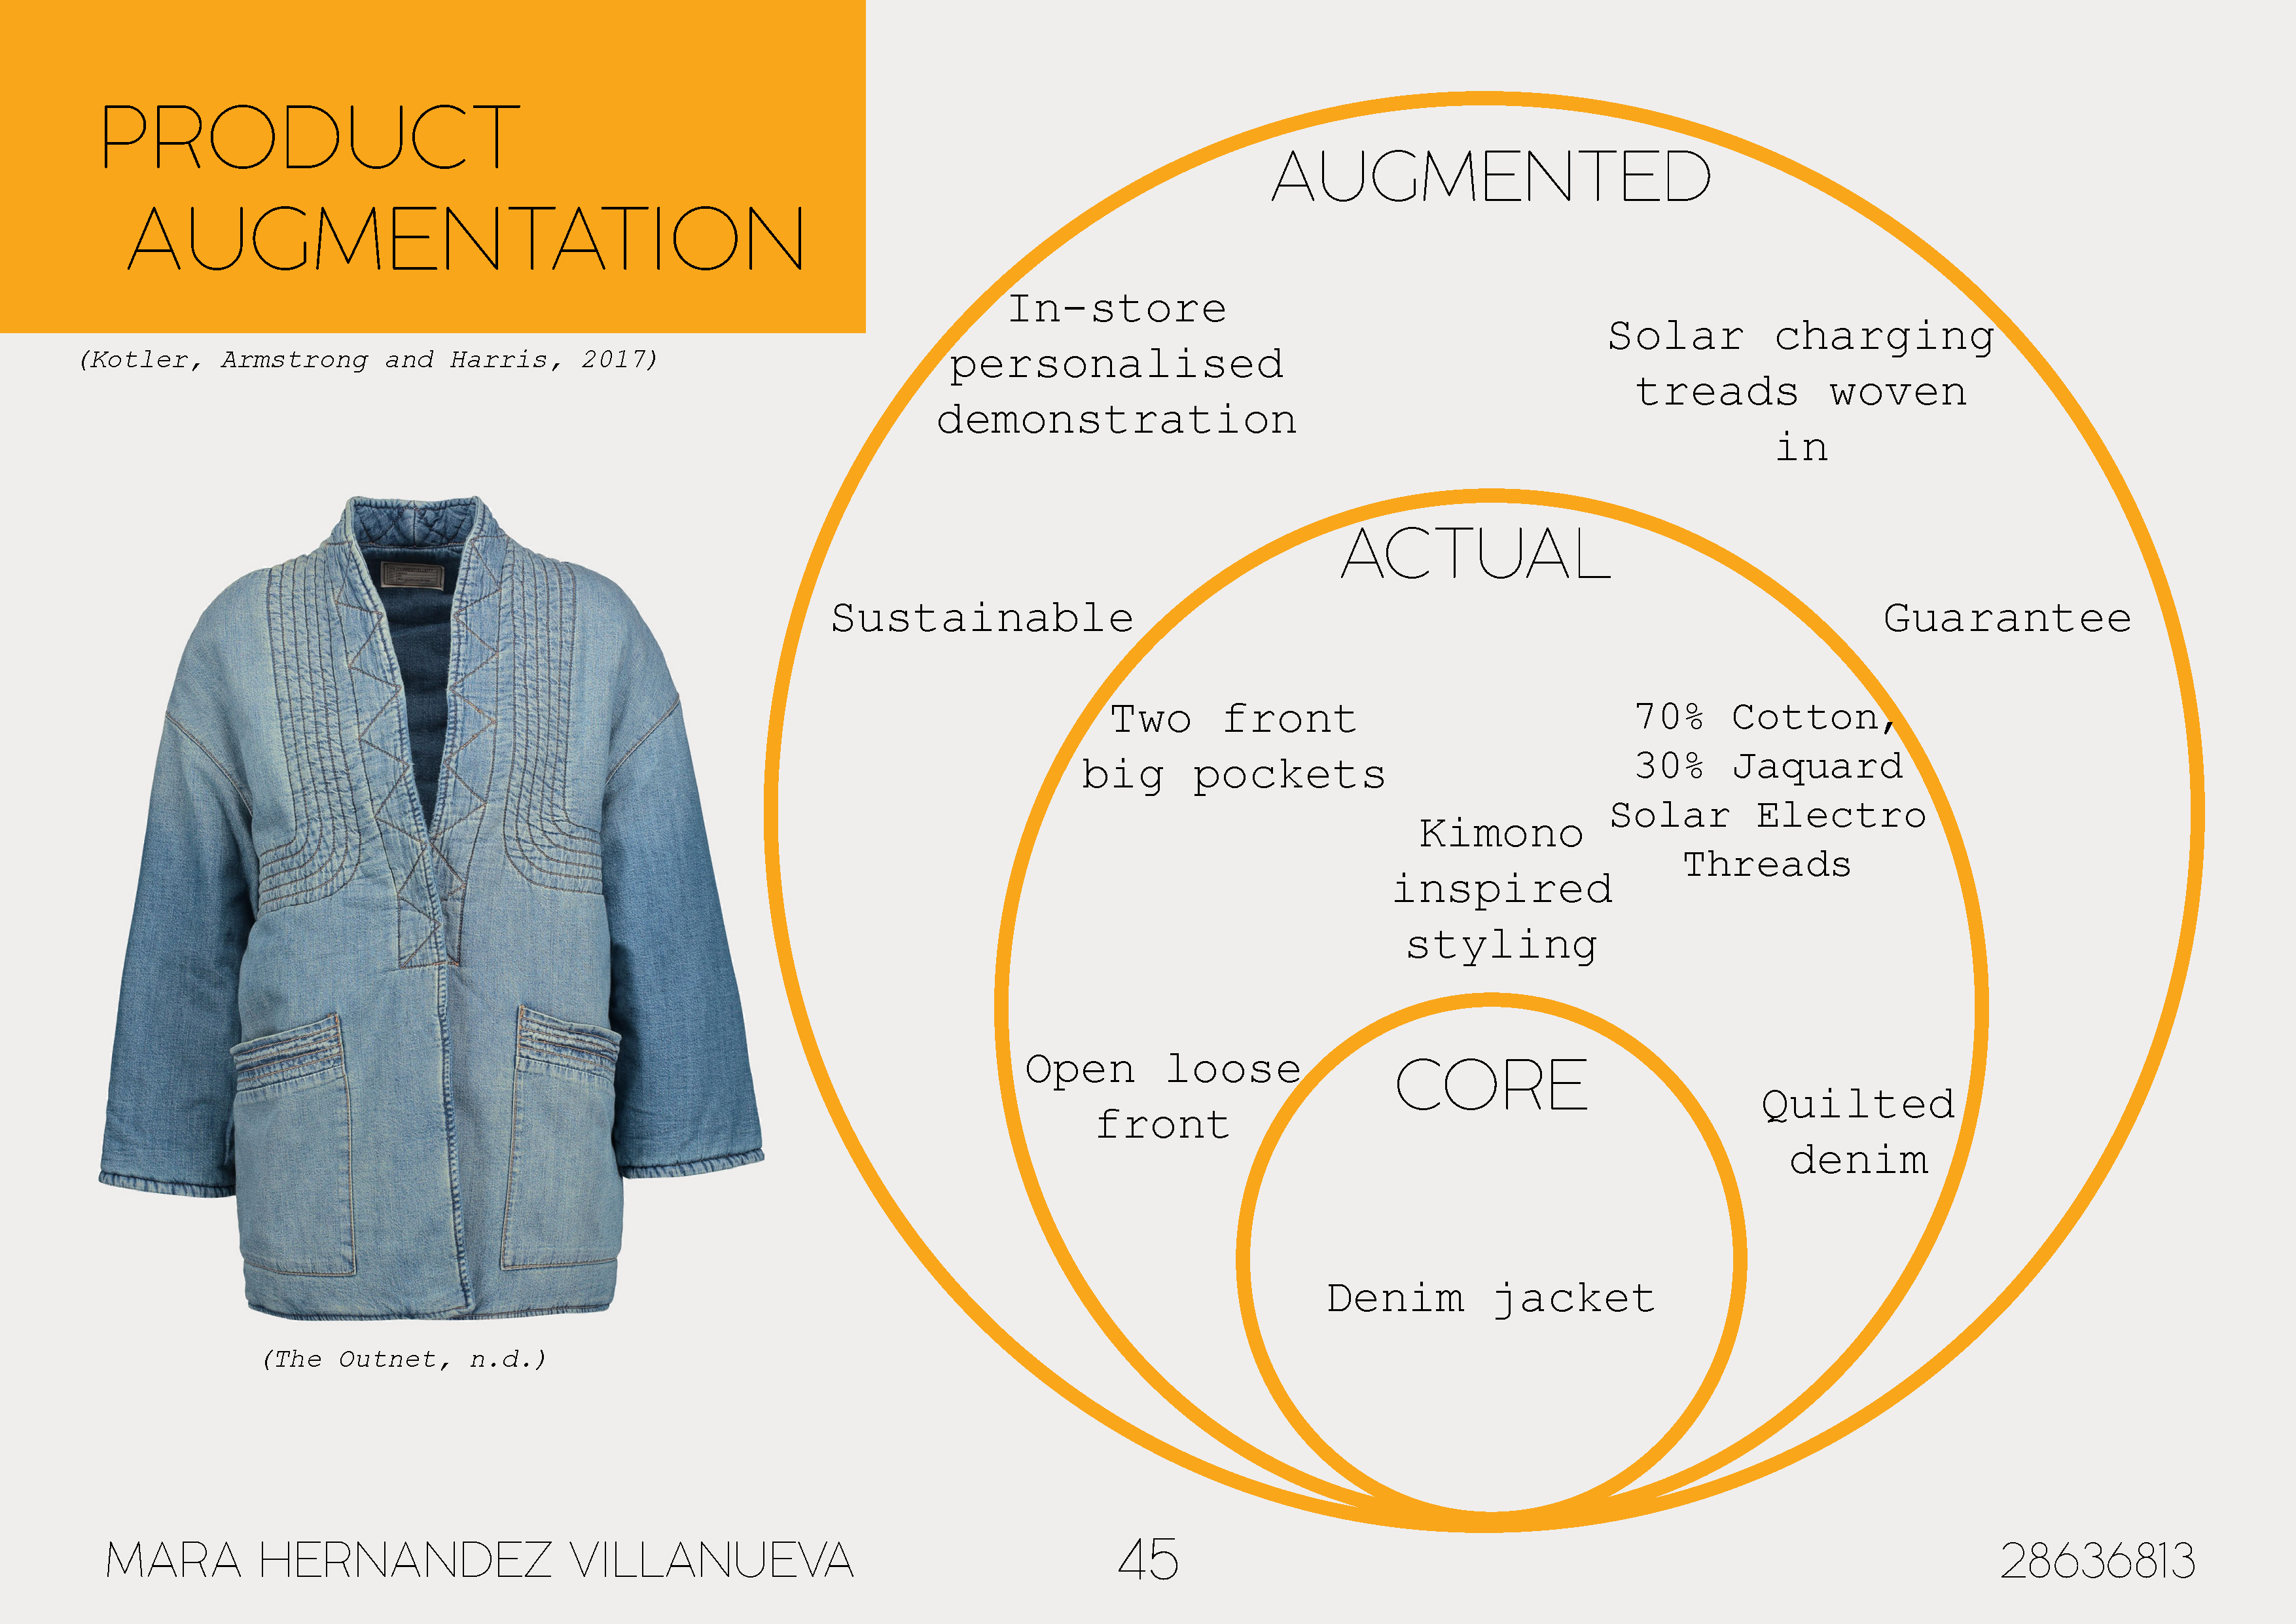 PRODUCT
AUGMENTATION
(Kotler, Armstrong and Harris, 2017)
AUGMENTED
In-store
personalised
demonstration
Solar charging
treads woven
in
Sustainable
Guarantee
ACTUAL
Two front
big pockets
70% Cotton,
30% Jaquard
Solar Electro
Threads
Kimono
inspired
styling
Open loose
front
Quilted
denim
CORE
Denim jacket
(The Outnet, n.d.)
MARA HERNANDEZ VILLANUEVA
45
28636813